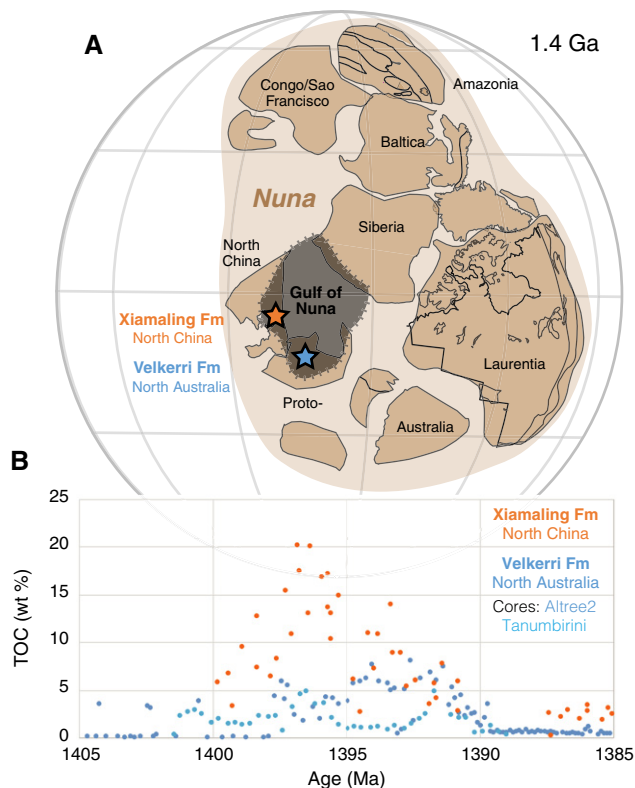 A
1.4 Ga
Congo/Sao
Francisco
Amazonia
Baltica
Nuna
Siberia
North
China
Gulf of
Nuna
Xiamaling Fm
North China
Velkerri Fm
North Australia
Laurentia
Proto-
Australia
B
25
20
15
10
5
0
TOC (wt %)
Xiamaling Fm
North China
Velkerri Fm
North Australia
Cores: Altree2
Tanumbirini
1405
1400
1395
1390
1385
Age (Ma)